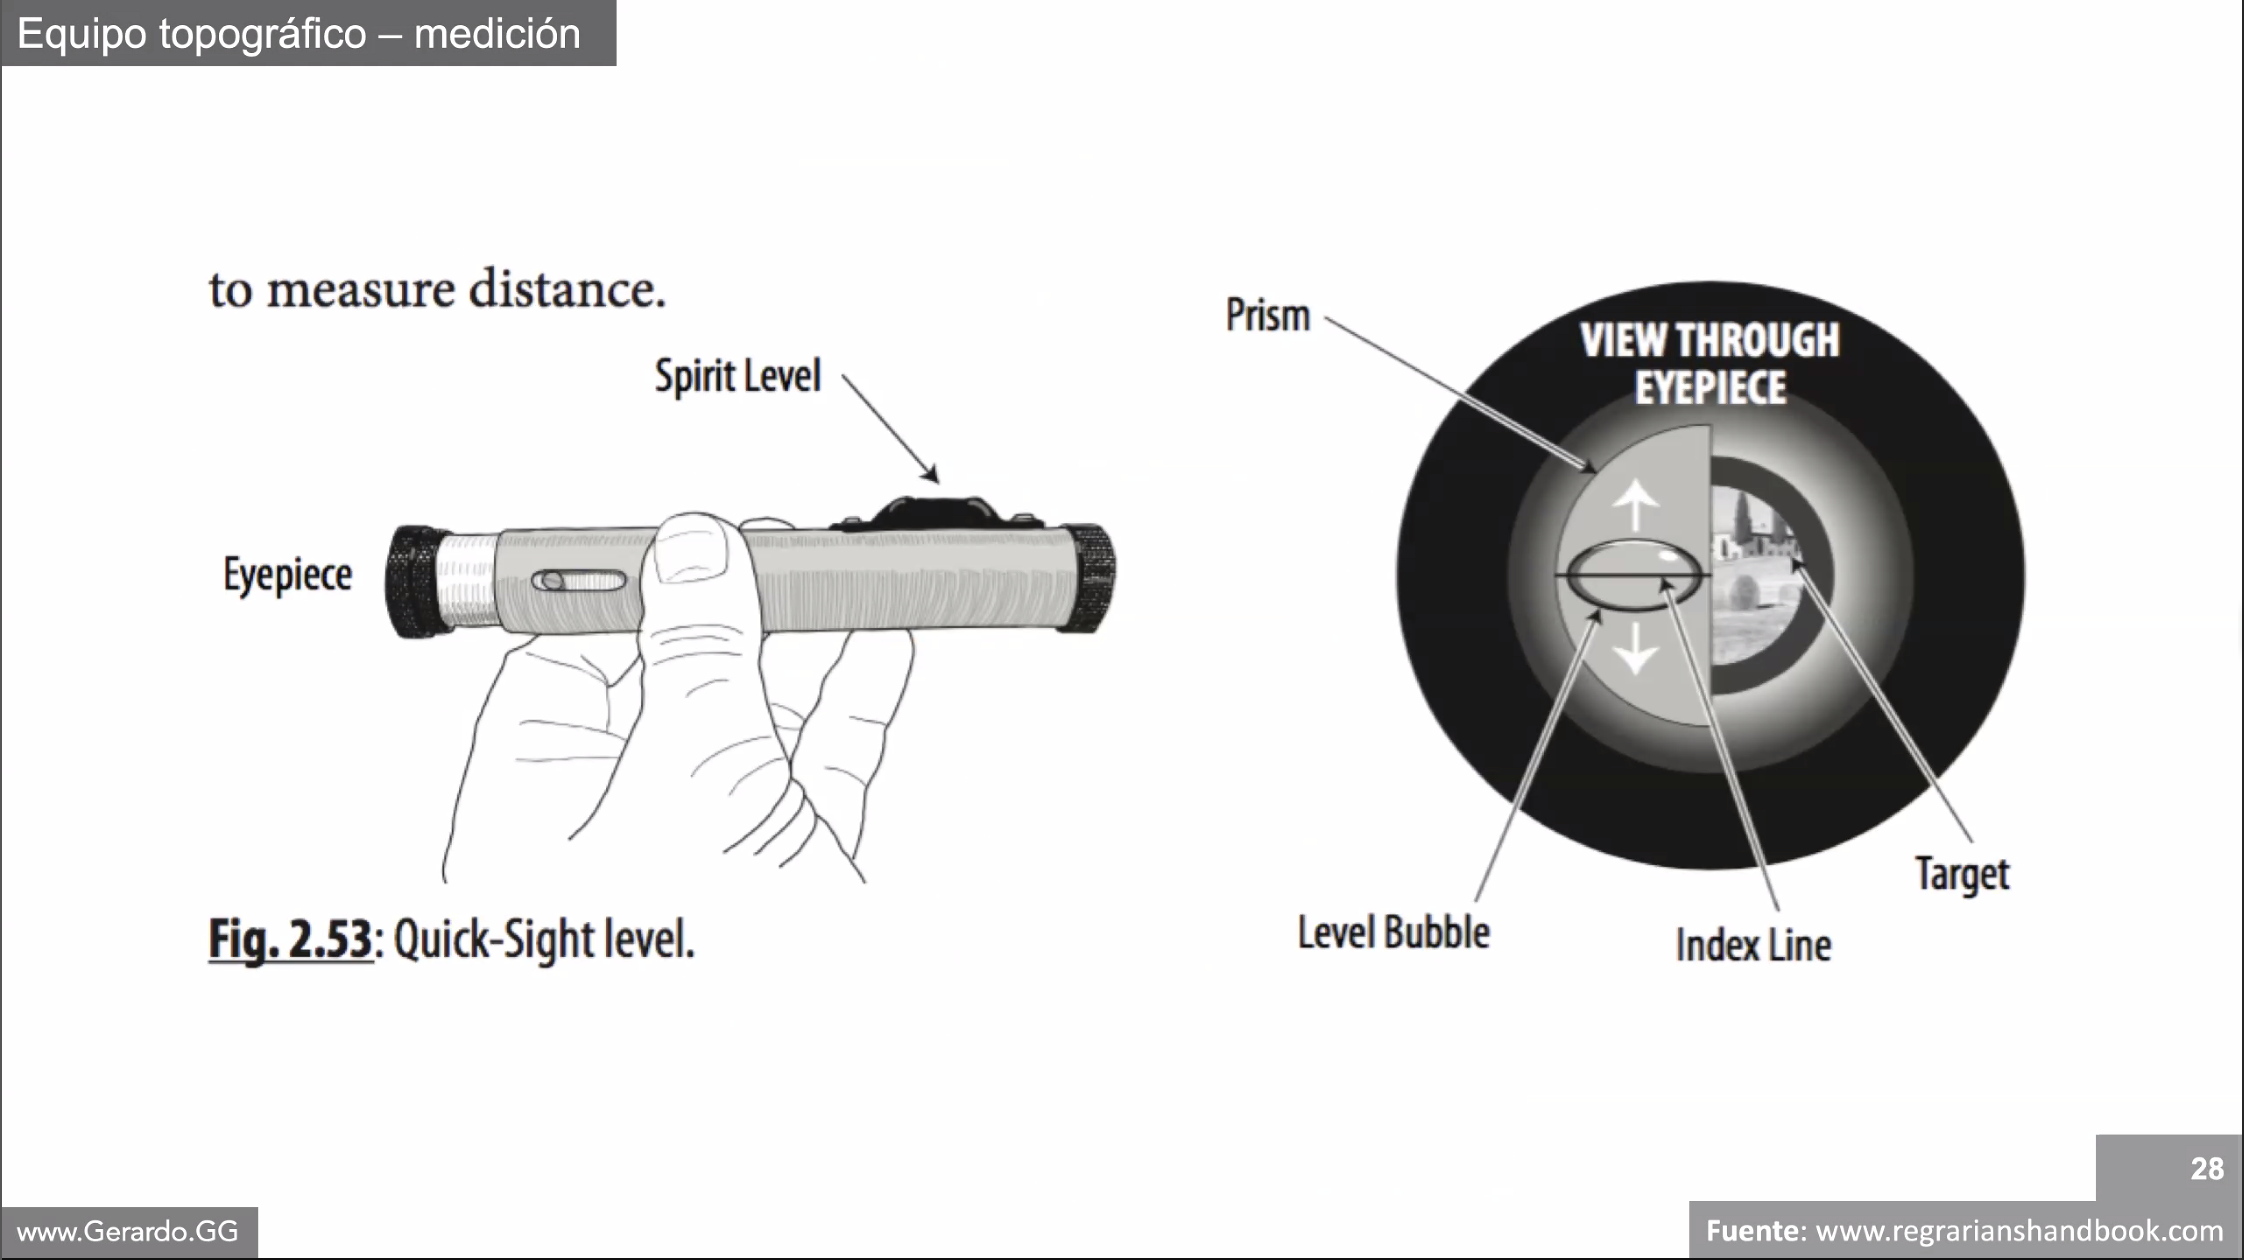 Equipo topográfico – medición
to measure distance.
Spirit Level
Eyepiece
Fig. 2.53: Quick-Sight level.
Prism
VIEW THROUGH
EYEPIECE
Target
Level Bubble
Index Line
28
www.Gerardo.GG
Fuente: www.regrarianshandbook.com